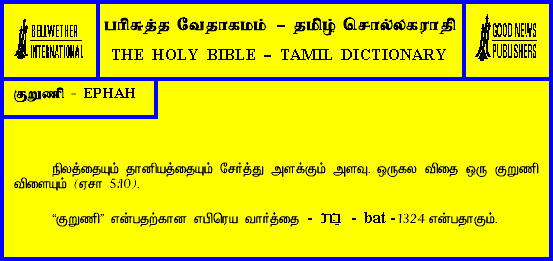 BELLWETHER
INTERNATIONAL
பரிசுத்த வேதாகமம் – தமிழ் சொல்லகராதி
THE HOLY BIBLE – TAMIL DICTIONARY
GOOD NEWS
PUBLISHERS
குறுணி - EPHAH
நிலத்தையும் தானியத்தையும் சேர்த்து அளக்கும் அளவு. ஒருகல விதை ஒரு குறுணி
விளையும் (ஏசா 5:10).
“குறுணி” என்பதற்கான எபிரெய வார்த்தை - בַּת - bat -1324 என்பதாகும்.